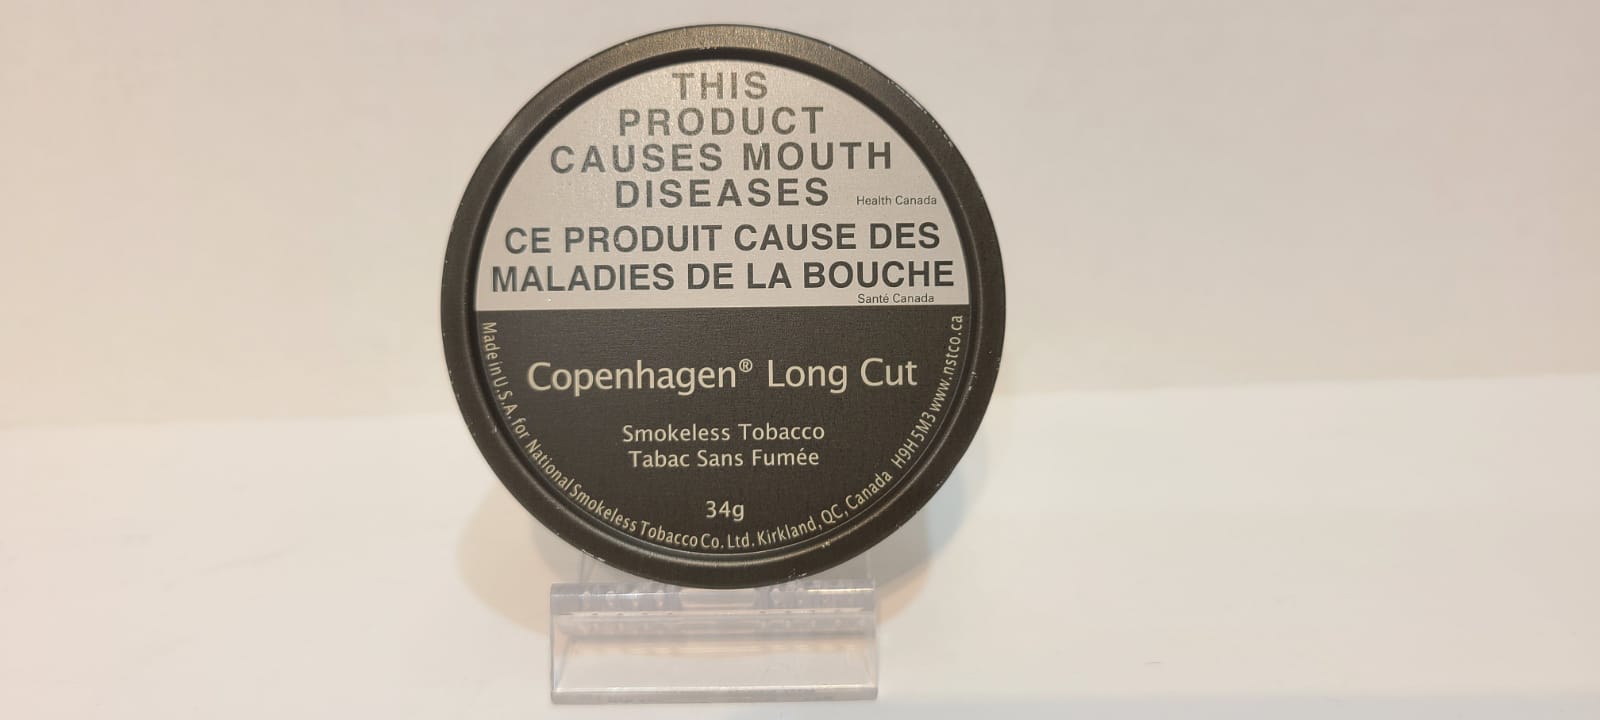 THIS
PRODUCT
CAUSES MOUTH
DISEASES
Health Canada
CE PRODUIT CAUSE DES
MALADIES DE LA BOUCHE
Santé Canada
Copenhagen® Long Cut
Smokeless Tobacco
Tabac Sans Fumée
34g
Made in U.S.A. for National Smokeless Tobacco Co. Ltd. Kirkland, QC, Canada H9H 5M3 www.nstco.ca